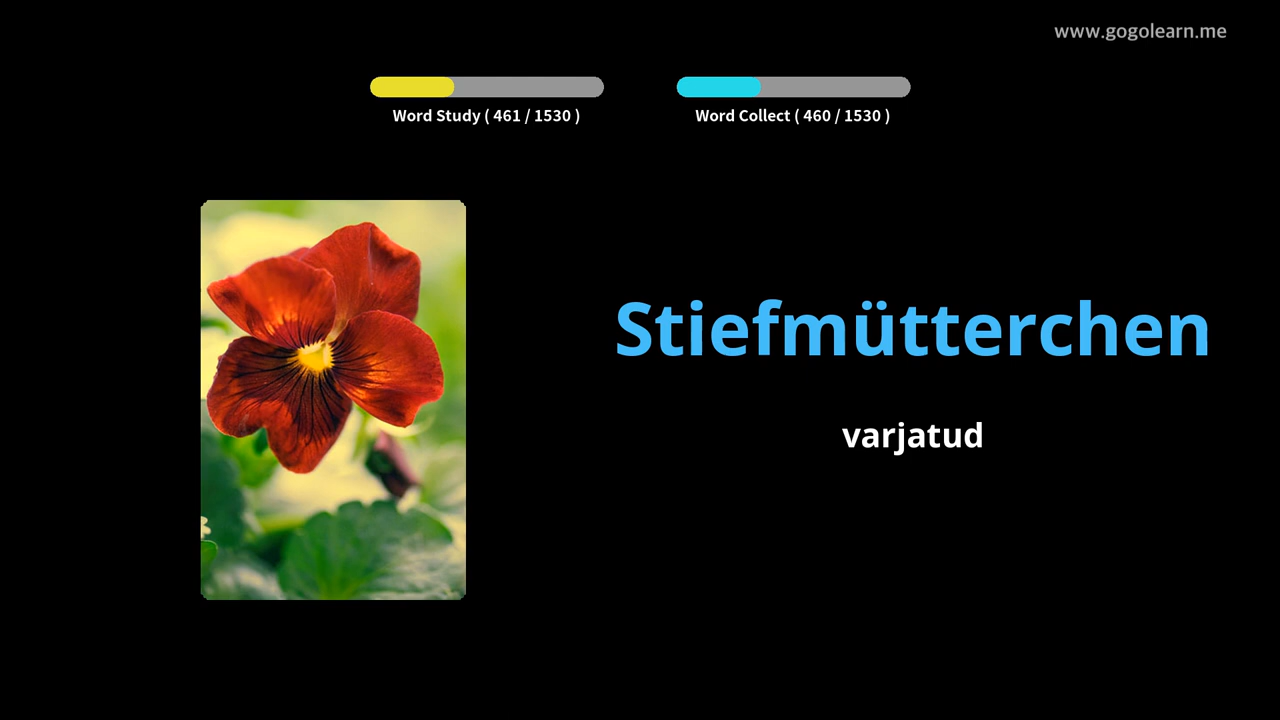 www.gogolearn.me
Word Study ( 461 / 1530 )
Word Collect ( 460 / 1530 )
Stiefmütterchen
varjatud